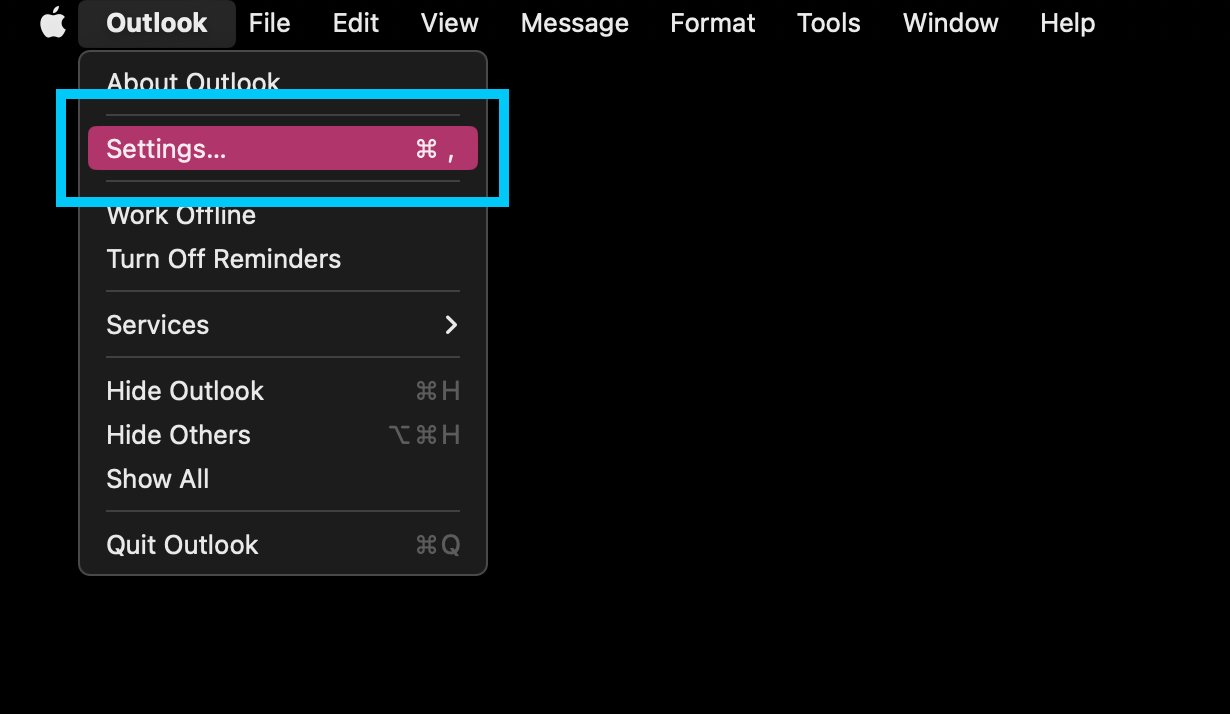 Outlook File Edit View Message Format Tools Window Help
About Outlook
Settings... ⌘ ,
Work Offline
Turn Off Reminders
Services
Hide Outlook ⌘H
Hide Others ⌥⌘H
Show All
Quit Outlook ⌘Q